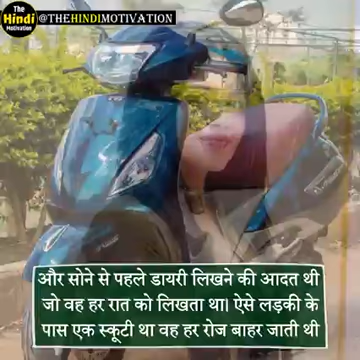 The
Hindi
Motivation
@THEHINDIMOTIVATION
और सोने से पहले डायरी लिखने की आदत थी
जो वह हर रात को लिखता था। ऐसे लड़की के
पास एक स्कूटी था वह हर रोज बाहर जाती थी